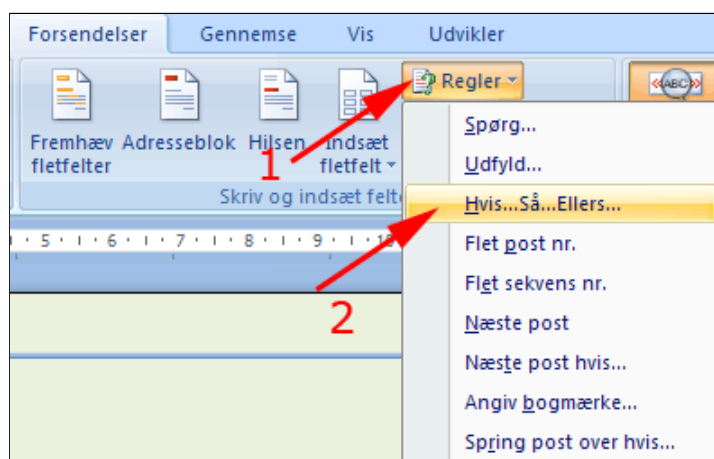 Forsendelser Gennemse Vis Udvikler
Regler
«ABC»
Fremhæv fletfelter
Adresseblok
Hilsen
Indsæt fletfelt
Skriv og indsæt felt
1
Spørg...
Udfyld...
Hvis...Så...Ellers...
Flet post nr.
Flet sekvens nr.
Næste post
Næste post hvis...
Angiv bogmærke...
Spring post over hvis...
5 6 7 8 9 10
2